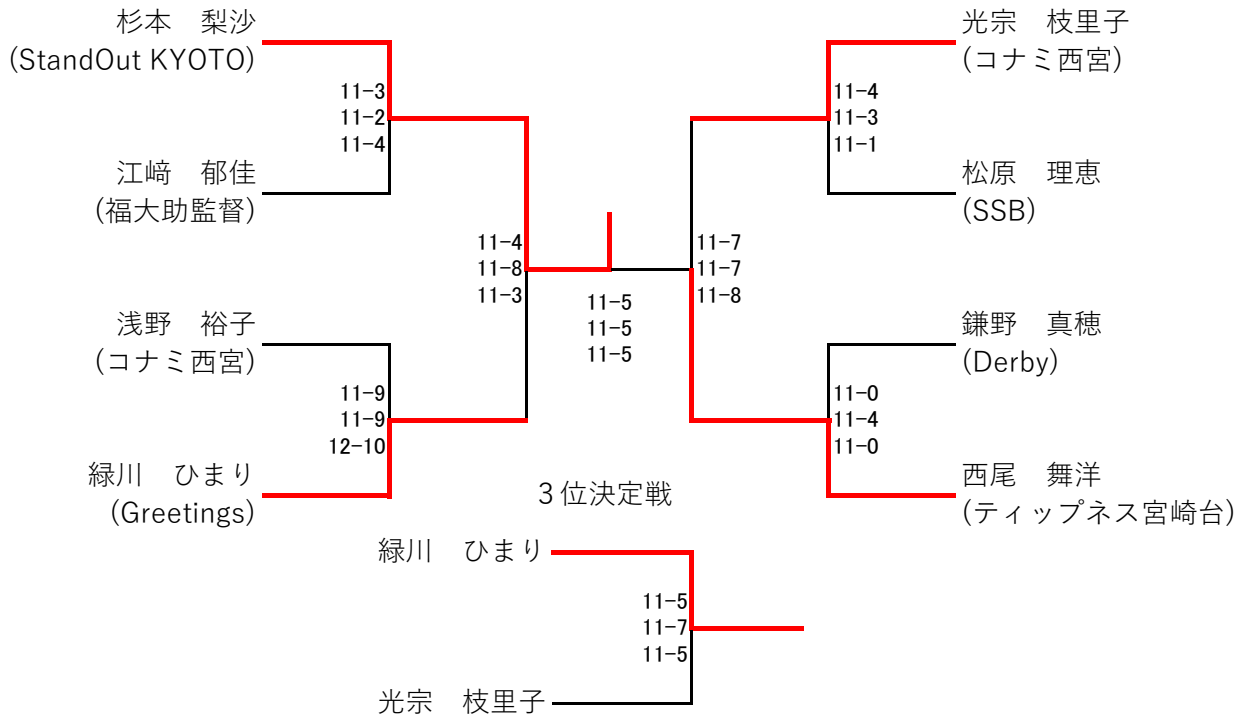 杉本　梨沙
(StandOut KYOTO)
11-3
11-2
11-4
江﨑　郁佳
(福大助監督)
11-4
11-8
11-3
浅野　裕子
(コナミ西宮)
11-9
11-9
12-10
緑川　ひまり
(Greetings)
11-5
11-5
11-5
光宗　枝里子
(コナミ西宮)
11-4
11-3
11-1
松原　理恵
(SSB)
11-7
11-7
11-8
鎌野　真穂
(Derby)
11-0
11-4
11-0
西尾　舞洋
(ティップネス宮崎台)
３位決定戦
緑川　ひまり
11-5
11-7
11-5
光宗　枝里子